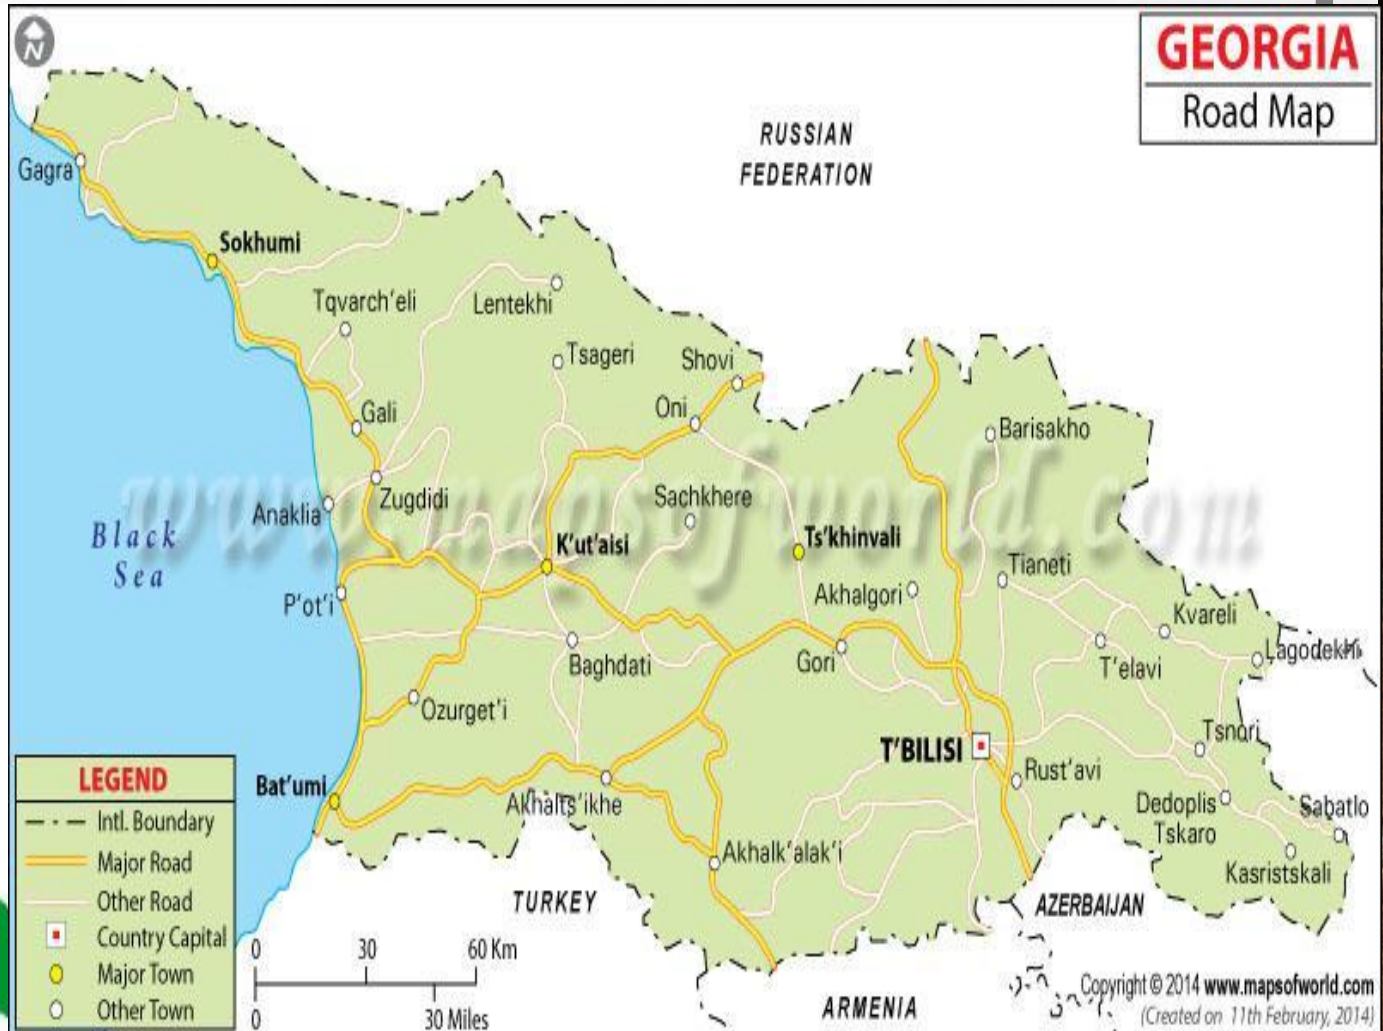 GEORGIA
Road Map
N
RUSSIAN
FEDERATION
Gagra
Sokhumi
Tqvarch'eli
Lentekhi
Tsageri
Shovi
Oni
Gali
Barisakho
Zugdidi
Anaklia
Sachkhere
www.mapsofworld.com
Black
Sea
K'ut'aisi
Ts'khinvali
Tianeti
Akhalgori
P'ot'i
Kvareli
Lagodekhi
Baghdati
Gori
T'elavi
Ozurget'i
Tsnori
T'BILISI
Rust'avi
Bat'umi
Akhalts'ikhe
Dedoplis
Tskaro
Sabatlo
Akhalk'alak'i
Kasristskali
TURKEY
AZERBAIJAN
ARMENIA
LEGEND
Intl. Boundary
Major Road
Other Road
Country Capital
Major Town
Other Town
0 30 60 Km
0 30 Miles
Copyright © 2014 www.mapsofworld.com
(Created on 11th February, 2014)